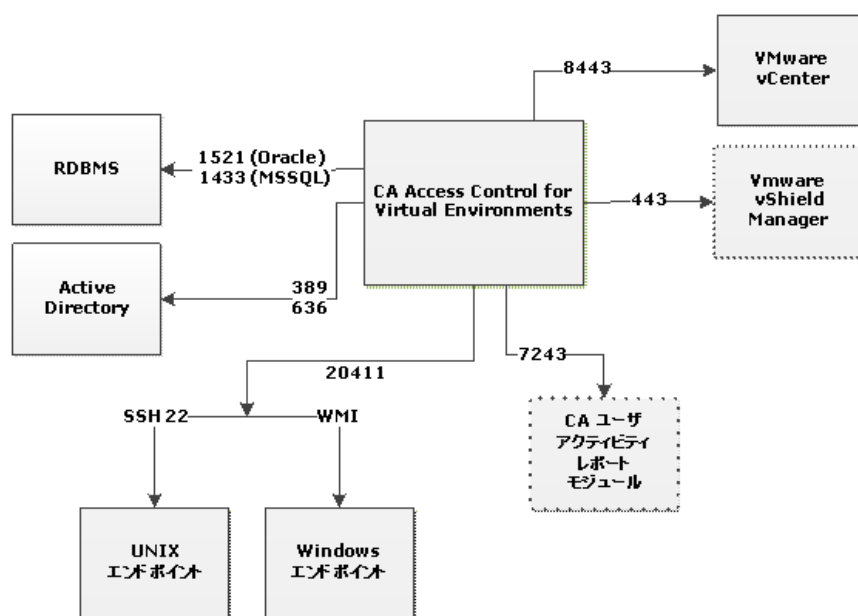 8443
VMware
vCenter
RDBMS
1521 (Oracle)
1433 (MSSQL)
CA Access Control for
Virtual Environments
443
Vmware
vShield
Manager
Active
Directory
389
636
20411
7243
SSH 22
WMI
CA ユーザ
アクティビティ
レポート
モジュール
UNIX
エンドポイント
Windows
エンドポイント